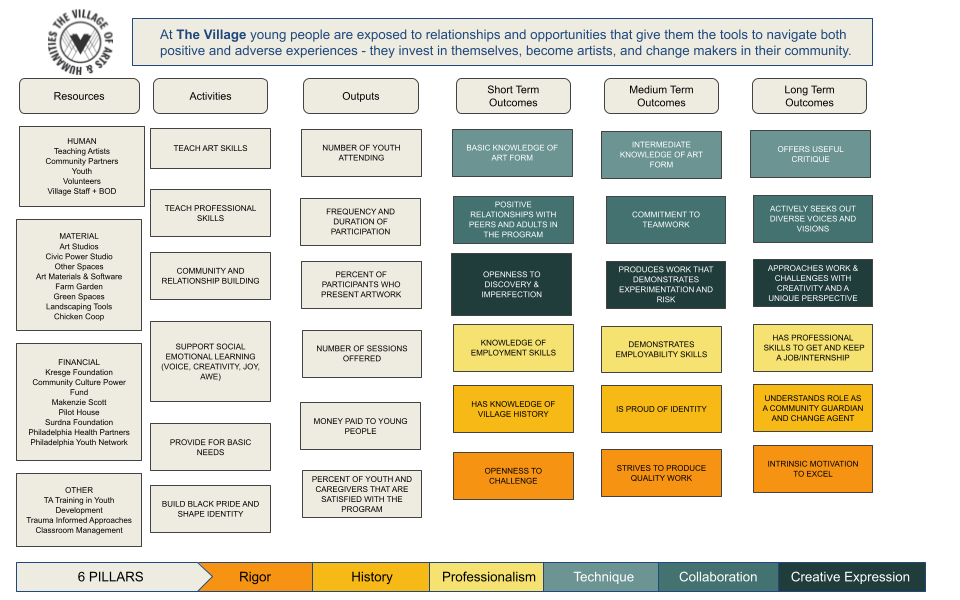 THE VILLAGE OF ARTS & HUMANITIES
At The Village young people are exposed to relationships and opportunities that give them the tools to navigate both
positive and adverse experiences - they invest in themselves, become artists, and change makers in their community.
Resources
Activities
Outputs
Short Term
Outcomes
Medium Term
Outcomes
Long Term
Outcomes
HUMAN
Teaching Artists
Community Partners
Youth
Volunteers
Village Staff + BOD
MATERIAL
Art Studios
Civic Power Studio
Other Spaces
Art Materials & Software
Farm Garden
Green Spaces
Landscaping Tools
Chicken Coop
FINANCIAL
Kresge Foundation
Community Culture Power
Fund
Makenzie Scott
Pilot House
Surdna Foundation
Philadelphia Health Partners
Philadelphia Youth Network
OTHER
TA Training in Youth
Development
Trauma Informed Approaches
Classroom Management
TEACH ART SKILLS
TEACH PROFESSIONAL
SKILLS
COMMUNITY AND
RELATIONSHIP BUILDING
SUPPORT SOCIAL
EMOTIONAL LEARNING
(VOICE, CREATIVITY, JOY,
AWE)
PROVIDE FOR BASIC
NEEDS
BUILD BLACK PRIDE AND
SHAPE IDENTITY
NUMBER OF YOUTH
ATTENDING
FREQUENCY AND
DURATION OF
PARTICIPATION
PERCENT OF
PARTICIPANTS WHO
PRESENT ARTWORK
NUMBER OF SESSIONS
OFFERED
MONEY PAID TO YOUNG
PEOPLE
PERCENT OF YOUTH AND
CAREGIVERS THAT ARE
SATISFIED WITH THE
PROGRAM
BASIC KNOWLEDGE OF
ART FORM
POSITIVE
RELATIONSHIPS WITH
PEERS AND ADULTS IN
THE PROGRAM
OPENNESS TO
DISCOVERY &
IMPERFECTION
KNOWLEDGE OF
EMPLOYMENT SKILLS
HAS KNOWLEDGE OF
VILLAGE HISTORY
OPENNESS TO
CHALLENGE
INTERMEDIATE
KNOWLEDGE OF ART
FORM
COMMITMENT TO
TEAMWORK
PRODUCES WORK THAT
DEMONSTRATES
EXPERIMENTATION AND
RISK
DEMONSTRATES
EMPLOYABILITY SKILLS
IS PROUD OF IDENTITY
STRIVES TO PRODUCE
QUALITY WORK
OFFERS USEFUL
CRITIQUE
ACTIVELY SEEKS OUT
DIVERSE VOICES AND
VISIONS
APPROACHES WORK &
CHALLENGES WITH
CREATIVITY AND A
UNIQUE PERSPECTIVE
HAS PROFESSIONAL
SKILLS TO GET AND KEEP
A JOB/INTERNSHIP
UNDERSTANDS ROLE AS
A COMMUNITY GUARDIAN
AND CHANGE AGENT
INTRINSIC MOTIVATION
TO EXCEL
6 PILLARS
Rigor
History
Professionalism
Technique
Collaboration
Creative Expression